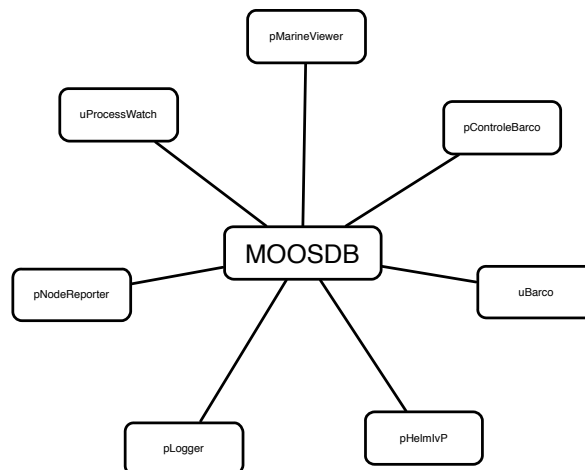 pMarineViewer
uProcessWatch
pControleBarco
MOOSDB
pNodeReporter
uBarco
pLogger
pHelmIvP